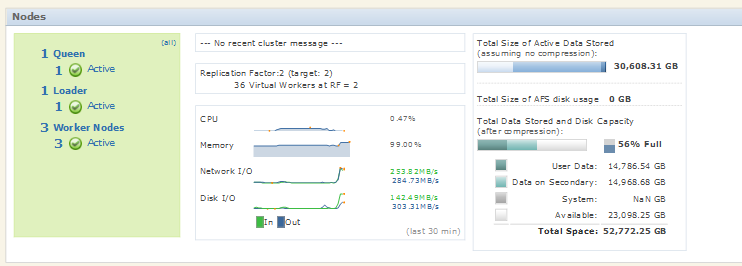 Nodes
(all)
1 Queen
1 Active
1 Loader
1 Active
3 Worker Nodes
3 Active
--- No recent cluster message ---
Replication Factor:2 (target: 2)
36 Virtual Workers at RF = 2
CPU 0.47%
Memory 99.00%
Network I/O 253.82MB/s
284.73MB/s
Disk I/O 142.49MB/s
303.31MB/s
In Out
(last 30 min)
Total Size of Active Data Stored
(assuming no compression):
30,608.31 GB
Total Size of AFS disk usage 0 GB
Total Data Stored and Disk Capacity
(after compression):
56% Full
User Data: 14,786.54 GB
Data on Secondary: 14,968.68 GB
System: NaN GB
Available: 23,098.25 GB
Total Space: 52,772.25 GB